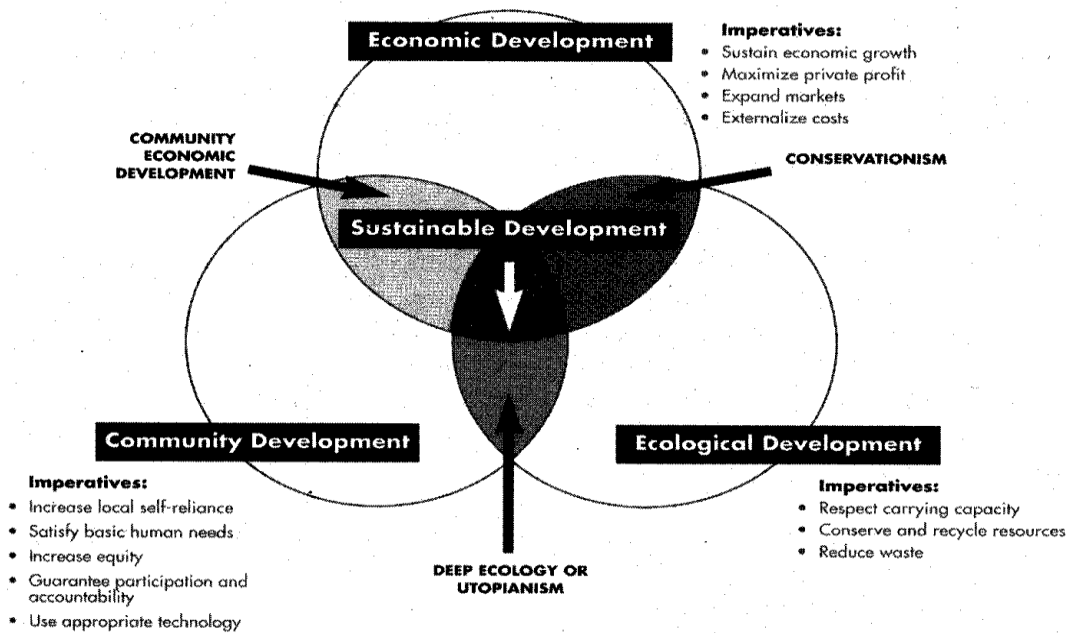 Economic Development
Imperatives:
• Sustain economic growth
• Maximize private profit
• Expand markets
• Externalize costs
COMMUNITY
ECONOMIC
DEVELOPMENT
CONSERVATIONISM
Sustainable Development
Community Development
Ecological Development
Imperatives:
• Increase local self-reliance
• Satisfy basic human needs
• Increase equity
• Guarantee participation and
accountability
• Use appropriate technology
Imperatives:
• Respect carrying capacity
• Conserve and recycle resources
• Reduce waste
DEEP ECOLOGY OR
UTOPIANISM